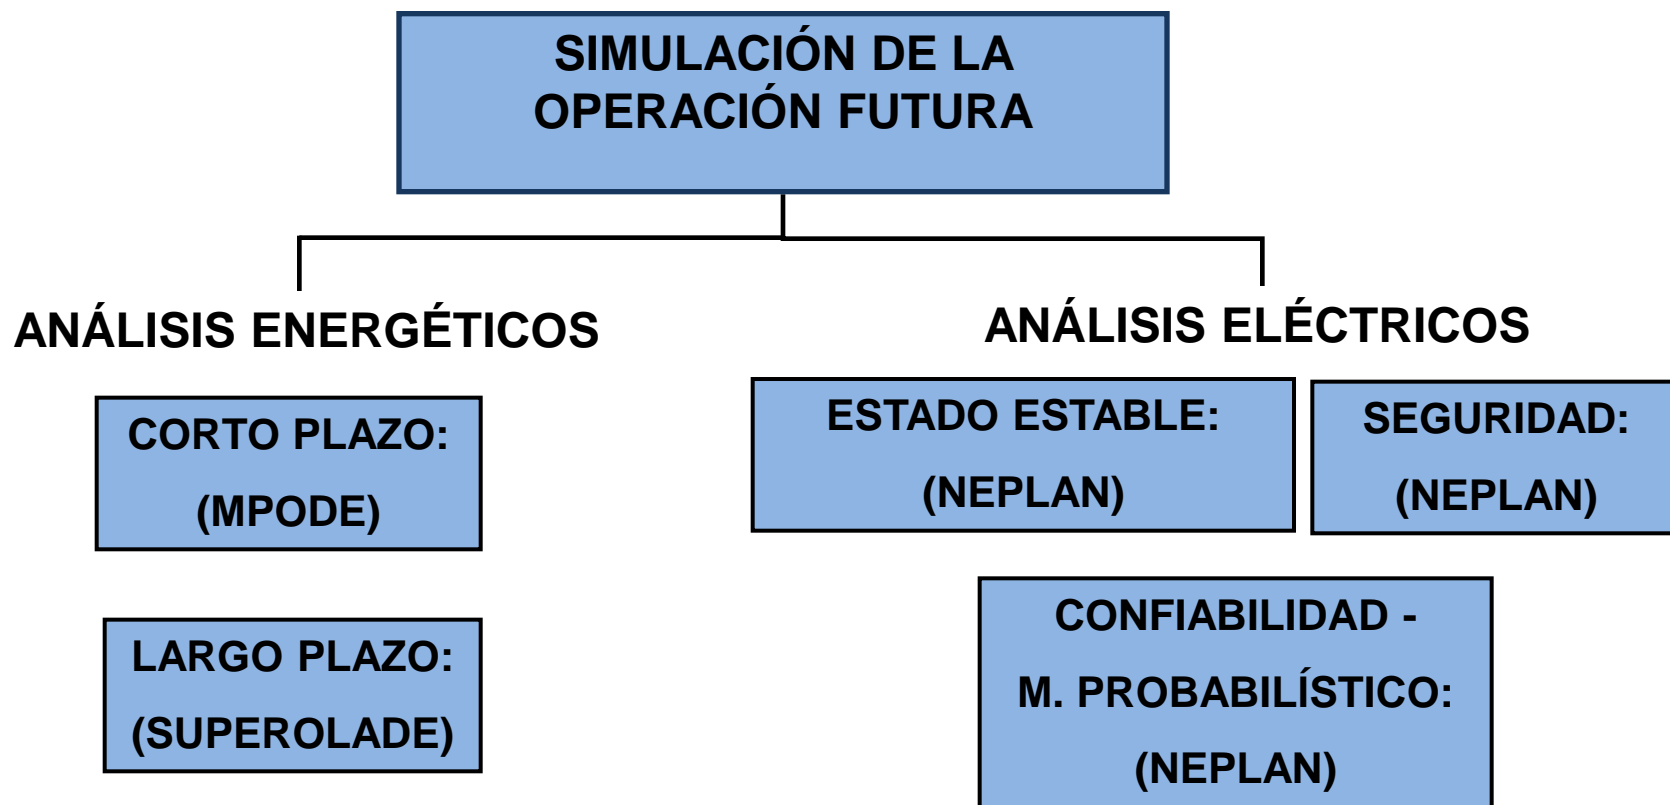 SIMULACIÓN DE LA
OPERACIÓN FUTURA
ANÁLISIS ENERGÉTICOS
CORTO PLAZO:
(MPODE)
LARGO PLAZO:
(SUPEROLADE)
ANÁLISIS ELÉCTRICOS
ESTADO ESTABLE:
(NEPLAN)
SEGURIDAD:
(NEPLAN)
CONFIABILIDAD -
M. PROBABILÍSTICO:
(NEPLAN)